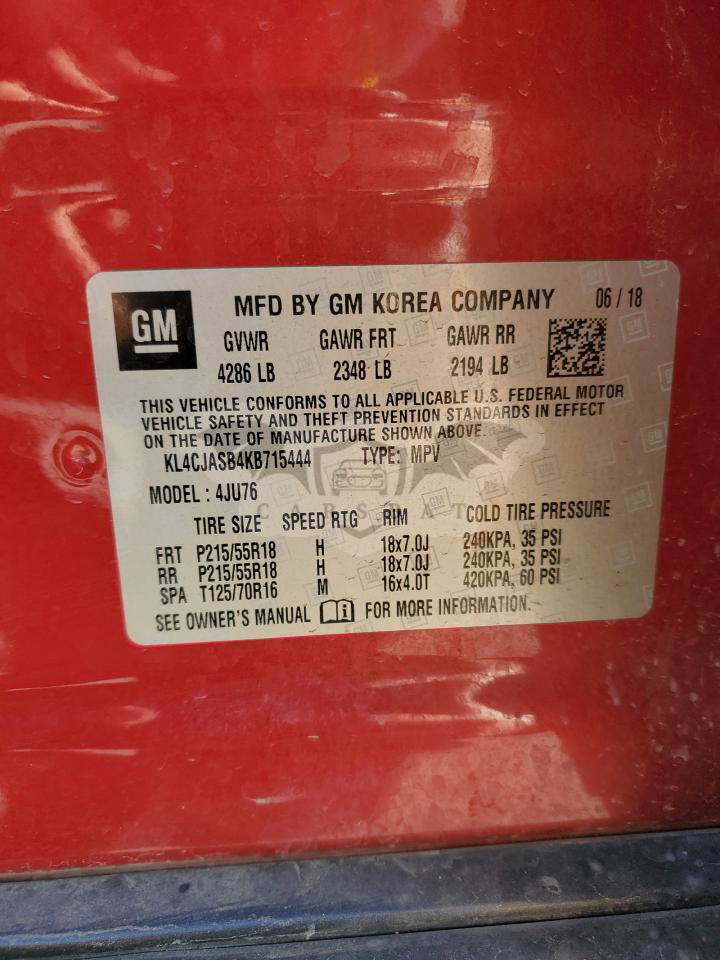 GM
MFD BY GM KOREA COMPANY 06 / 18
GVWR GAWR FRT GAWR RR
4286 LB 2348 LB 2194 LB
THIS VEHICLE CONFORMS TO ALL APPLICABLE U.S. FEDERAL MOTOR
VEHICLE SAFETY AND THEFT PREVENTION STANDARDS IN EFFECT
ON THE DATE OF MANUFACTURE SHOWN ABOVE.
KL4CJASB4KB715444 TYPE: MPV
MODEL : 4JU76
TIRE SIZE SPEED RTG RIM COLD TIRE PRESSURE
FRT P215/55R18 H 18x7.0J 240KPA, 35 PSI
RR P215/55R18 H 18x7.0J 240KPA, 35 PSI
SPA T125/70R16 M 16x4.0T 420KPA, 60 PSI
SEE OWNER'S MANUAL FOR MORE INFORMATION.